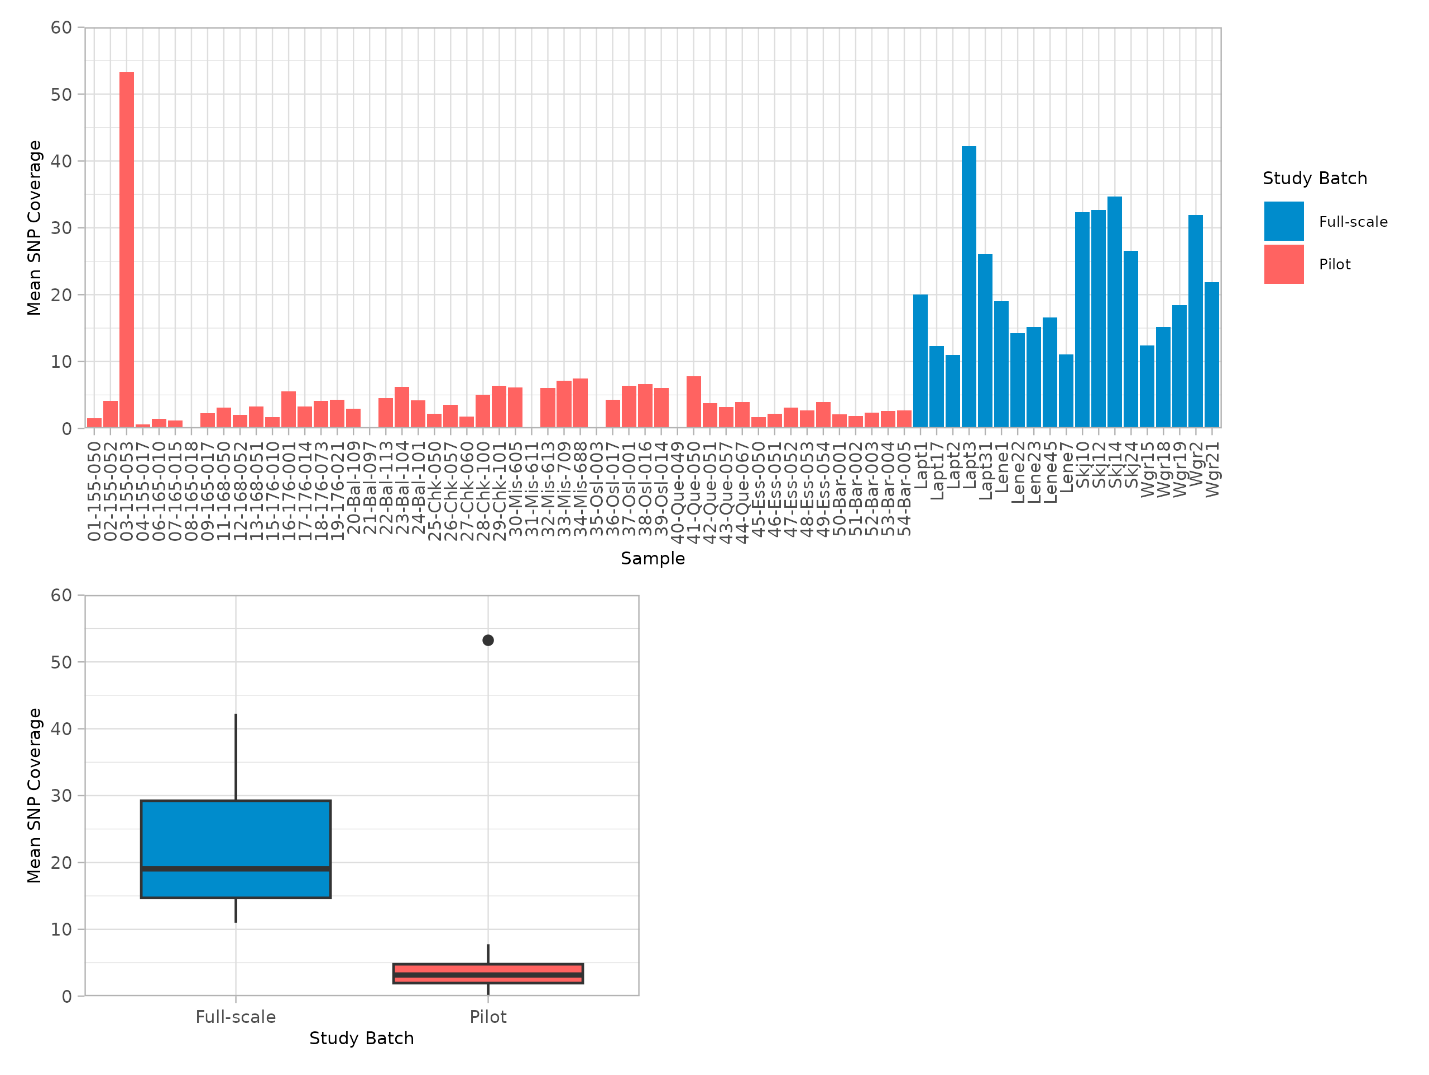 60
50
40
30
20
10
0
Mean SNP Coverage
01-155-050
02-155-052
03-155-053
04-155-017
06-165-010
07-165-015
08-165-018
09-165-017
11-168-050
12-168-052
13-168-051
15-176-010
16-176-001
17-176-014
18-176-073
19-176-021
20-Bal-109
21-Bal-097
22-Bal-113
23-Bal-104
24-Bal-101
25-Chk-050
26-Chk-057
27-Chk-060
28-Chk-100
29-Chk-101
30-Mis-605
31-Mis-611
32-Mis-613
33-Mis-709
34-Mis-688
35-Osl-003
36-Osl-017
37-Osl-001
38-Osl-016
39-Osl-014
40-Que-049
41-Que-050
42-Que-051
43-Que-057
44-Que-067
45-Ess-050
46-Ess-051
47-Ess-052
48-Ess-053
49-Ess-054
50-Bar-001
51-Bar-002
52-Bar-003
53-Bar-004
54-Bar-005
Lapt1
Lapt17
Lapt2
Lapt3
Lapt31
Lene1
Lene22
Lene23
Lene45
Lene7
Skj10
Skj12
Skj14
Skj24
Wgr15
Wgr18
Wgr19
Wgr2
Wgr21
Sample
Study Batch
Full-scale
Pilot
60
50
40
30
20
10
0
Mean SNP Coverage
Full-scale
Pilot
Study Batch